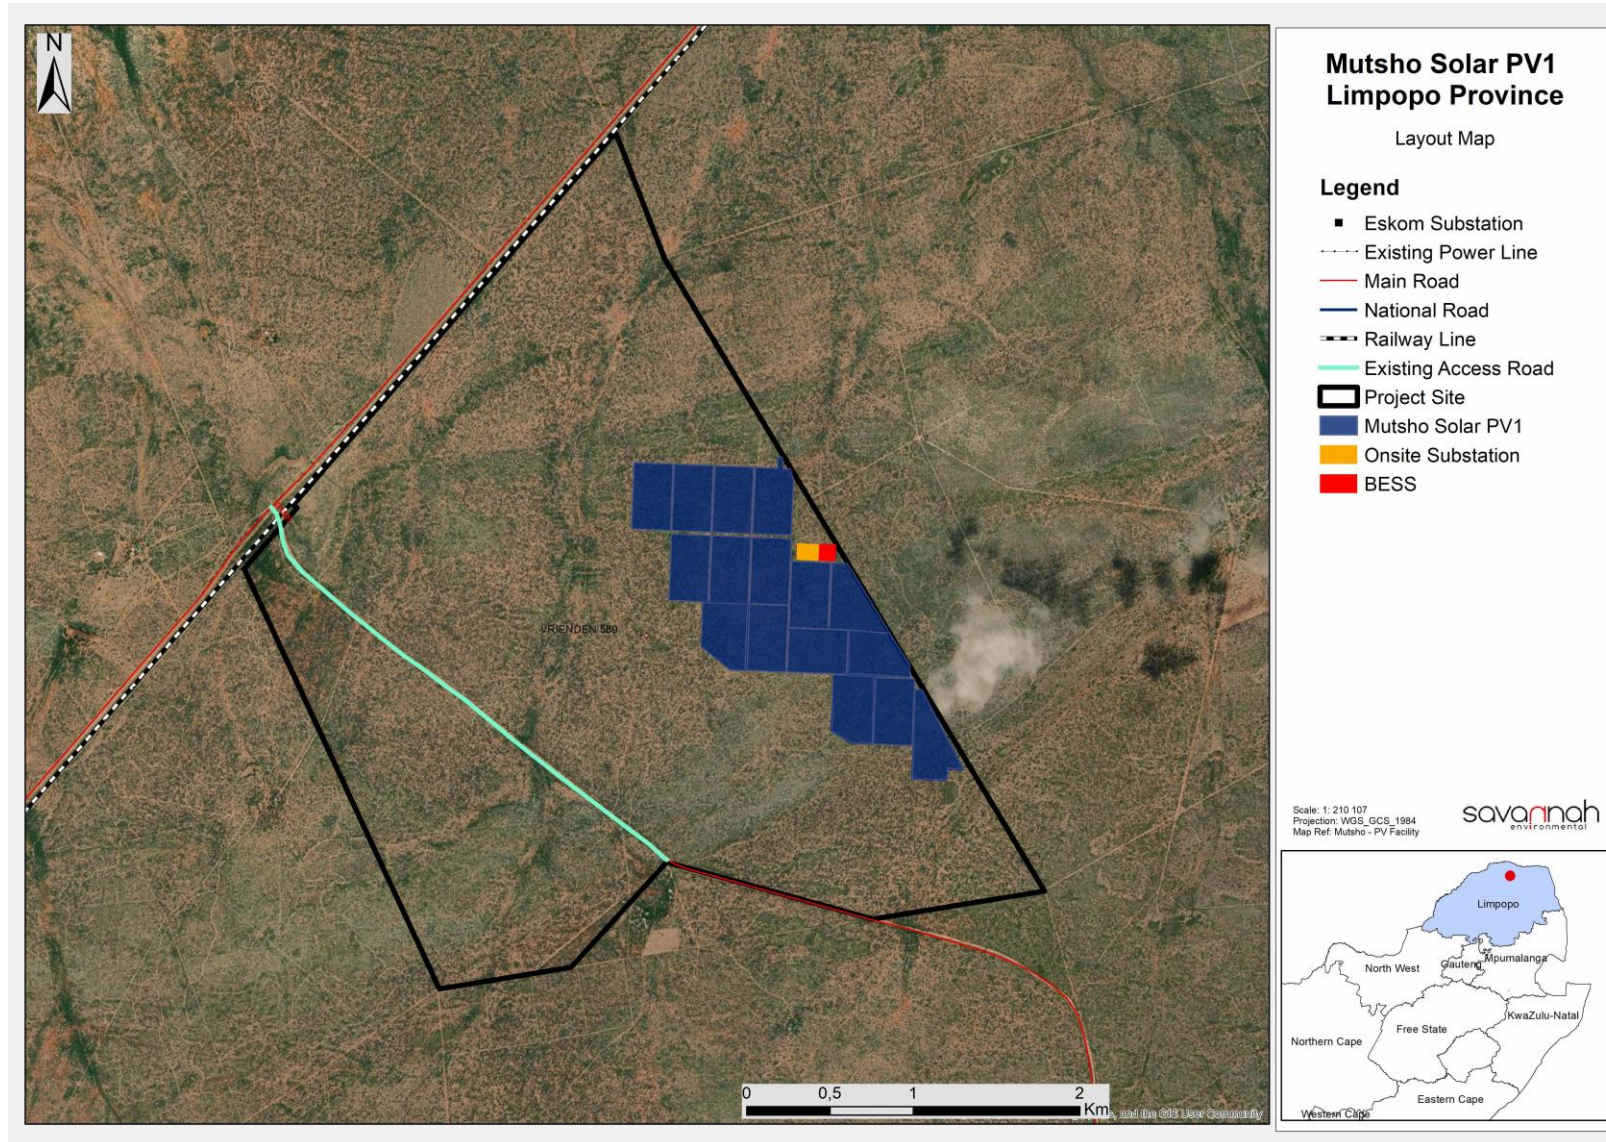 N
VRIENDEN 589
0 0,5 1 2
Km
, and the GIS User Community
Mutsho Solar PV1
Limpopo Province
Layout Map
Legend
Eskom Substation
Existing Power Line
Main Road
National Road
Railway Line
Existing Access Road
Project Site
Mutsho Solar PV1
Onsite Substation
BESS
Scale: 1: 210 107
Projection: WGS_GCS_1984
Map Ref: Mutsho - PV Facility
savannah
environmental
Limpopo
North West
Gauteng
Mpumalanga
Free State
KwaZulu-Natal
Northern Cape
Eastern Cape
Western Cape